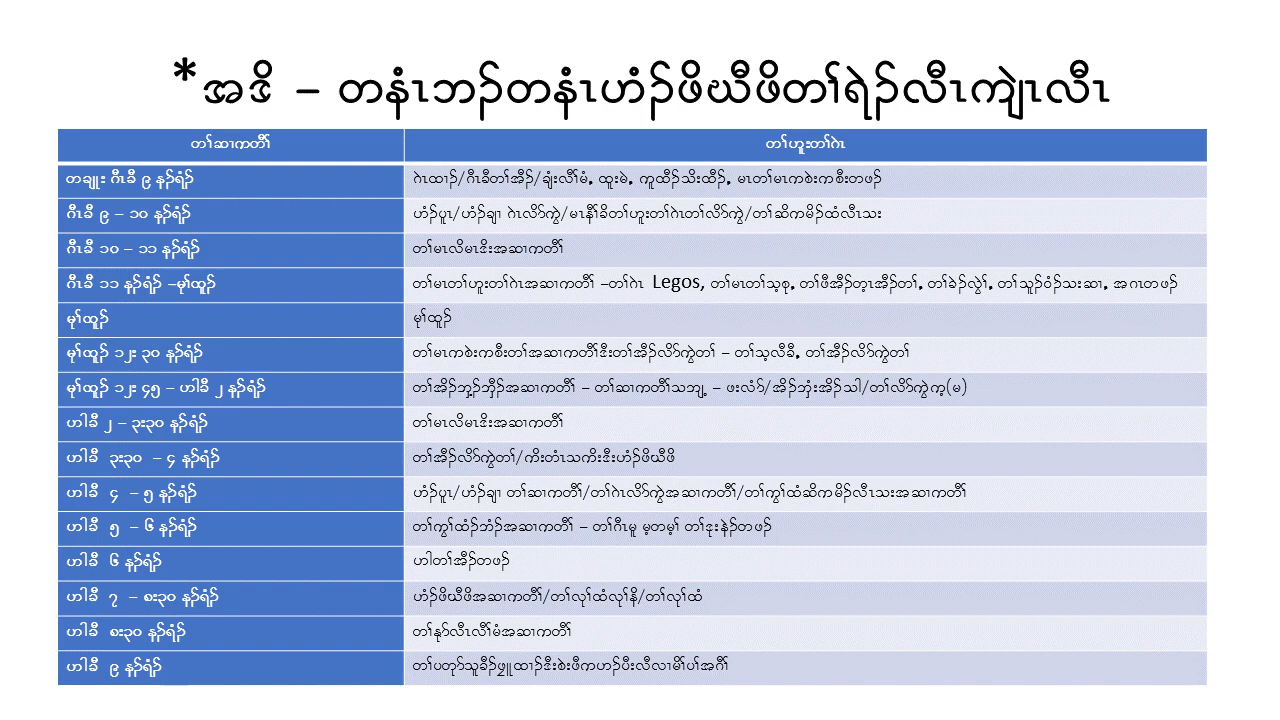 *အဒိ – တနံၤဘၣ်တနံၤဟံၣ်ဖိဃီဖိတၢ်ရဲၣ်လီၤကျဲၤလီၤ
တၢ်ဆၢကတီၢ် တၢ်ဟူးတၢ်ဂဲၤ
တချုး ဂီၤခီ ၉ နၣ်ရံၣ် ဂဲၤထၢၣ်/ဂီၤခီတၢ်အီၣ်/ချံးလီၢ်မံ, ထူးမဲ, ကူထီၣ်သိးထီၣ်, မၤတၢ်မၤကစဲးကစီးတဖၣ်
ဂီၤခီ ၉ – ၁၀ နၣ်ရံၣ် ဟံၣ်ပူၤ/ဟံၣ်ချၢ ဂဲၤလိာ်ကွဲ/မၤနီၢ်ခိတၢ်ဟူးတၢ်ဂဲၤတၢ်လိာ်ကွဲ/တၢ်ဆိကမိၣ်ထံလီၤသး
ဂီၤခီ ၁၀ – ၁၁ နၣ်ရံၣ် တၢ်မၤလိမၤဒိးအဆၢကတီၢ်
ဂီၤခီ ၁၁ နၣ်ရံၣ် –မုၢ်ထူၣ် တၢ်မၤတၢ်ဟူးတၢ်ဂဲၤအဆၢကတီၢ် –တၢ်ဂဲၤ Legos, တၢ်မၤတၢ်သ့စု, တၢ်ဖီအီၣ်တ့ၤအီၣ်တၢ်, တၢ်ခဲၣ်လွဲၢ်, တၢ်သူၣ်ဝံၣ်သးဆၢ, အဂၤတဖၣ်
မုၢ်ထူၣ် မုၢ်ထူၣ်
မုၢ်ထူၣ် ၁၂း ၃၀ နၣ်ရံၣ် တၢ်မၤကစဲးကစီးတၢ်အဆၢကတီၢ်ဒီးတၢ်အီၣ်လိာ်ကွဲတၢ် – တၢ်သ့လီခီ, တၢ်အီၣ်လိာ်ကွဲတၢ်
မုၢ်ထူၣ် ၁၂း ၄၅ – ဟါခီ ၂ နၣ်ရံၣ် တၢ်အိၣ်ဘှံၣ်ဘှီၣ်အဆၢကတီၢ် – တၢ်ဆၢကတီၢ်သဘျ့ – ဖးလံာ်/အိၣ်ဘှံးအိၣ်သါ/တၢ်လိာ်ကွဲက့(မ)
ဟါခီ ၂ – ၃း၃၀ နၣ်ရံၣ် တၢ်မၤလိမၤဒိးအဆၢကတီၢ်
ဟါခီ ၃း၃၀ – ၄ နၣ်ရံၣ် တၢ်အီၣ်လိာ်ကွဲတၢ်/ကိးတံၤသကိးဒီးဟံၣ်ဖိဃီဖိ
ဟါခီ ၄ – ၅ နၣ်ရံၣ် ဟံၣ်ပူၤ/ဟံၣ်ချၢ တၢ်ဆၢကတီၢ်/တၢ်ဂဲၤလိာ်ကွဲအဆၢကတီၢ်/တၢ်ကွၢ်ထံဆိကမိၣ်လီၤသးအဆၢကတီၢ်
ဟါခီ ၅ – ၆ နၣ်ရံၣ် တၢ်ကွၢ်ထံၣ်ဘံၣ်အဆၢကတီၢ် – တၢ်ဂီၤမူ မ့တမ့ၢ် တၢ်ဒုးနဲၣ်တဖၣ်
ဟါခီ ၆ နၣ်ရံၣ် ဟါတၢ်အီၣ်တဖၣ်
ဟါခီ ၇ – ၈း၃၀ နၣ်ရံၣ် ဟံၣ်ဖိဃီဖိအဆၢကတီၢ်/တၢ်လုၢ်ထံလုၢ်နိ/တၢ်လုၢ်ထံ
ဟါခီ ၈း၃၀ နၣ်ရံၣ် တၢ်နုာ်လီၤလီၢ်မံအဆၢကတီၢ်
ဟါခီ ၉ နၣ်ရံၣ် တၢ်ပတုာ်သူခီၣ်ဖှူထၢၣ်ဒီးစဲးဖီကဟၣ်ပီးလီလၢမိၢ်ပၢ်အဂီၢ်